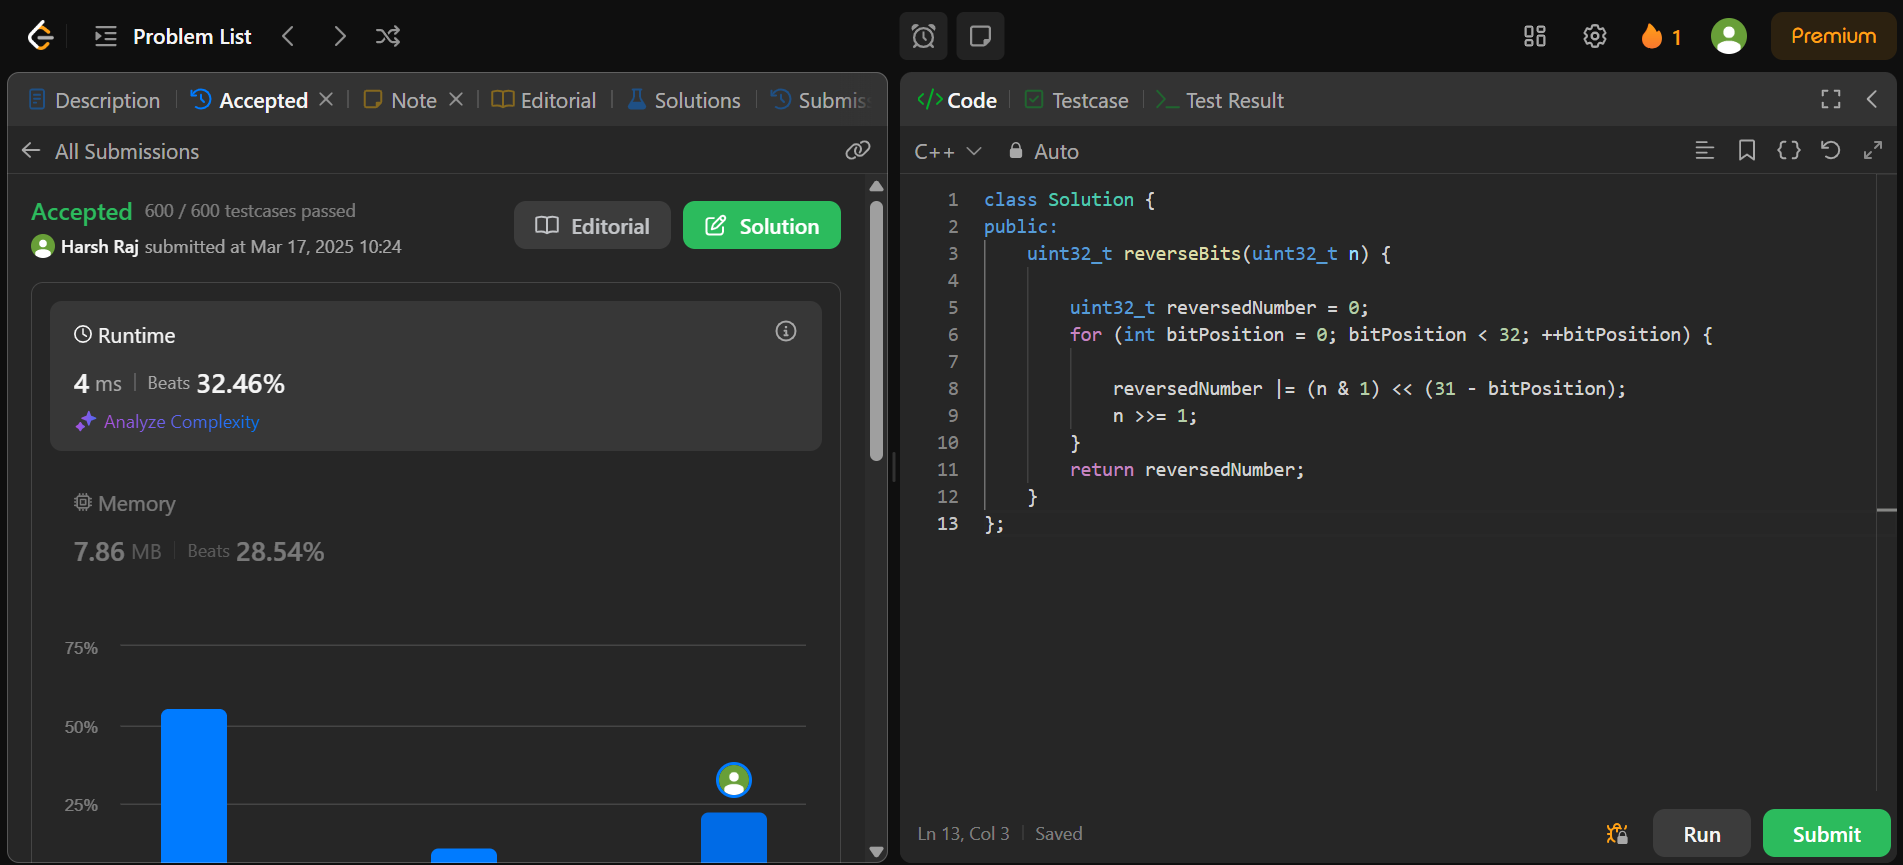 Problem List
1
Premium
Description
Accepted
Note
Editorial
Solutions
Submiss
All Submissions
Accepted 600 / 600 testcases passed
Harsh Raj submitted at Mar 17, 2025 10:24
Editorial
Solution
Runtime
4 ms Beats 32.46%
Analyze Complexity
Memory
7.86 MB Beats 28.54%
75%
50%
25%
</> Code
Testcase
>_ Test Result
C++
Auto
{}
1 class Solution {
2 public:
3     uint32_t reverseBits(uint32_t n) {
4
5         uint32_t reversedNumber = 0;
6         for (int bitPosition = 0; bitPosition < 32; ++bitPosition) {
7
8             reversedNumber |= (n & 1) << (31 - bitPosition);
9             n >>= 1;
10         }
11         return reversedNumber;
12     }
13 };
Ln 13, Col 3 Saved
Run
Submit